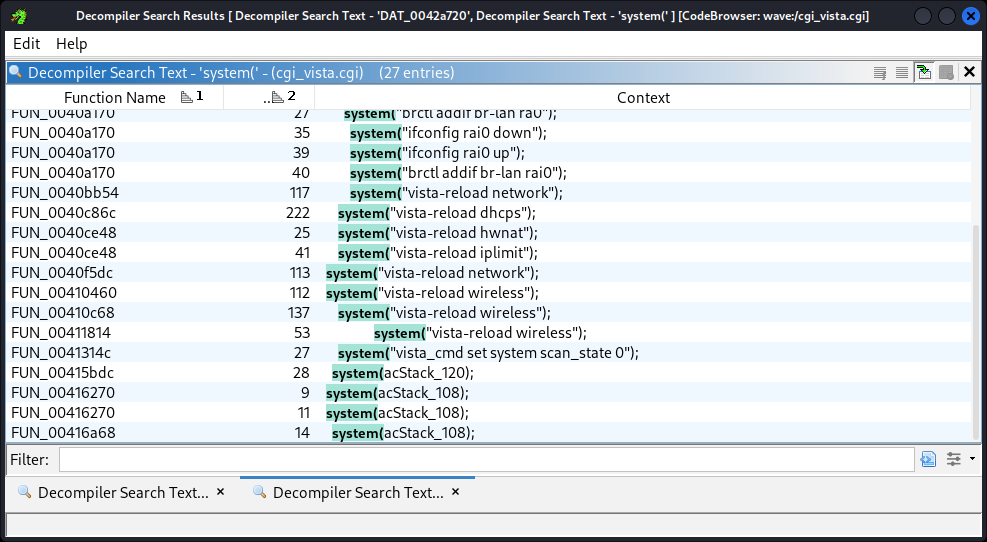 Decompiler Search Results [ Decompiler Search Text - 'DAT_0042a720', Decompiler Search Text - 'system(' ] [CodeBrowser: wave:/cgi_vista.cgi]
Edit Help
Decompiler Search Text - 'system(' - (cgi_vista.cgi) (27 entries)
Function Name 1 .. 2 Context
FUN_0040a170 27 system("brctl addif br-lan ra0");
FUN_0040a170 35 system("ifconfig rai0 down");
FUN_0040a170 39 system("ifconfig rai0 up");
FUN_0040a170 40 system("brctl addif br-lan rai0");
FUN_0040bb54 117 system("vista-reload network");
FUN_0040c86c 222 system("vista-reload dhcps");
FUN_0040ce48 25 system("vista-reload hwnat");
FUN_0040ce48 41 system("vista-reload iplimit");
FUN_0040f5dc 113 system("vista-reload network");
FUN_00410460 112 system("vista-reload wireless");
FUN_00410c68 137 system("vista-reload wireless");
FUN_00411814 53 system("vista-reload wireless");
FUN_0041314c 27 system("vista_cmd set system scan_state 0");
FUN_00415bdc 28 system(acStack_120);
FUN_00416270 9 system(acStack_108);
FUN_00416270 11 system(acStack_108);
FUN_00416a68 14 system(acStack_108);
Filter:
Decompiler Search Text... × Decompiler Search Text... ×